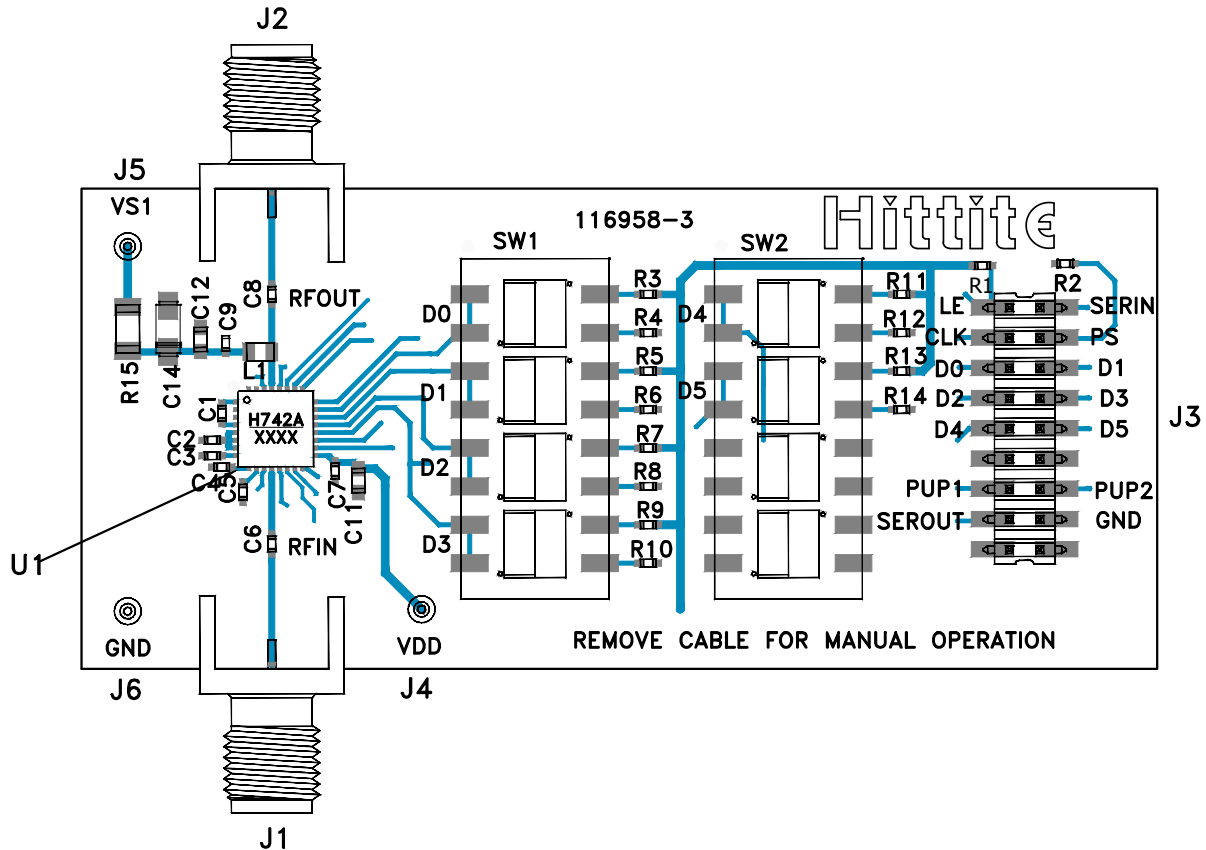 J2
J5
VS1
116958-3
Hittite
SW1
SW2
C12
C9
C8
RFOUT
R3
R11
R1
R2
D0
R4
D4
R12
LE
SERIN
CLK
PS
R15
C14
L1
R5
R13
D0
D1
C1
H742A
XXXX
D1
R6
D5
R14
D2
D3
C2
C3
R7
D4
D5
J3
C4
C5
C7
C11
D2
R8
PUP1
PUP2
R9
SEROUT
GND
U1
C6
RFIN
D3
R10
GND
VDD
REMOVE CABLE FOR MANUAL OPERATION
J6
J4
J1